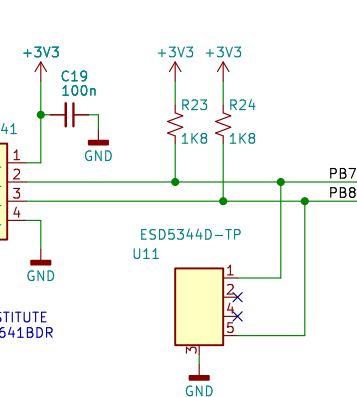 +3V3
+3V3 +3V3
C19
100n
R23
R24
1K8
1K8
41
GND
1
2
3
4
PB7
PB8
GND
ESD5344D-TP
U11
1
2
4
5
3
STITUTE
641BDR
GND